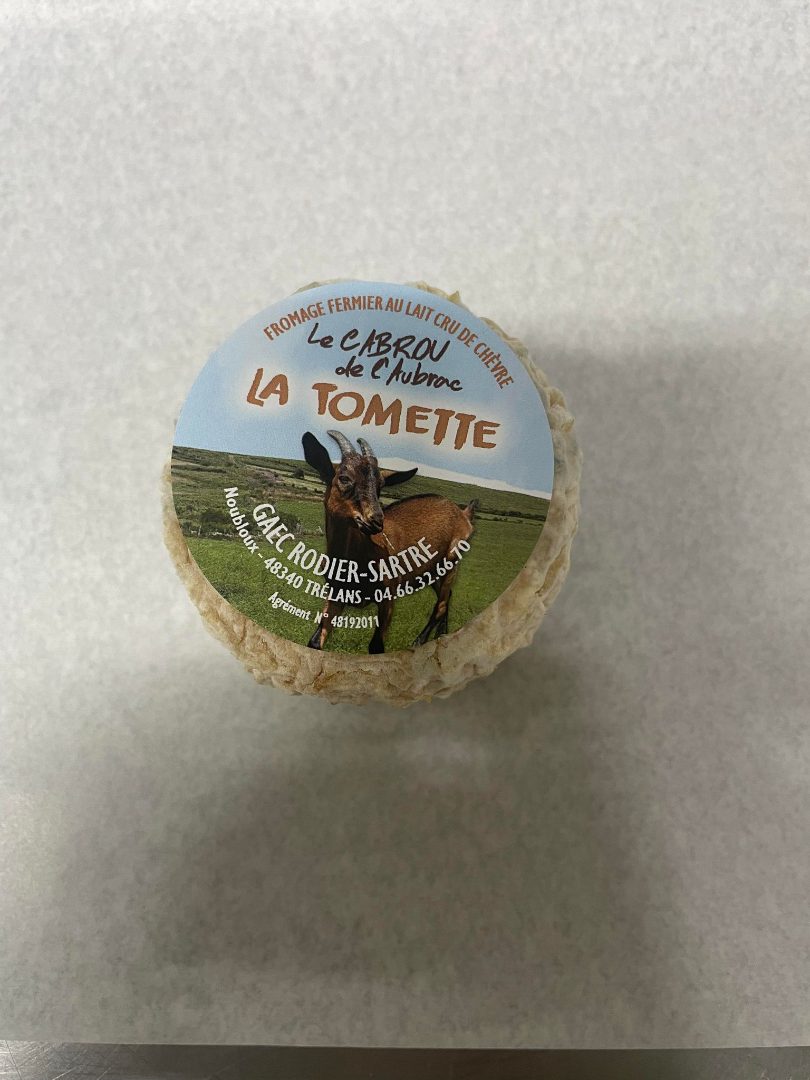 FROMAGE FERMIER AU LAIT CRU DE CHÈVRE
Le CABROU
de l'Aubrac
LA TOMETTE
GAEC RODIER-SARTRE
Noubloux - 48340 TRÉLANS - 04.66.32.66.70
Agrément N° 48192011